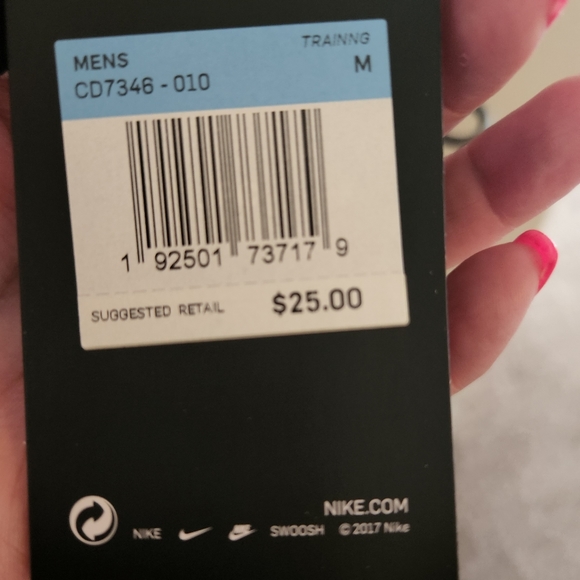 TRAINNG
MENS M
CD7346 - 010
1 92501 73717 9
SUGGESTED RETAIL $25.00
NIKE.COM
NIKE SWOOSH © 2017 Nike